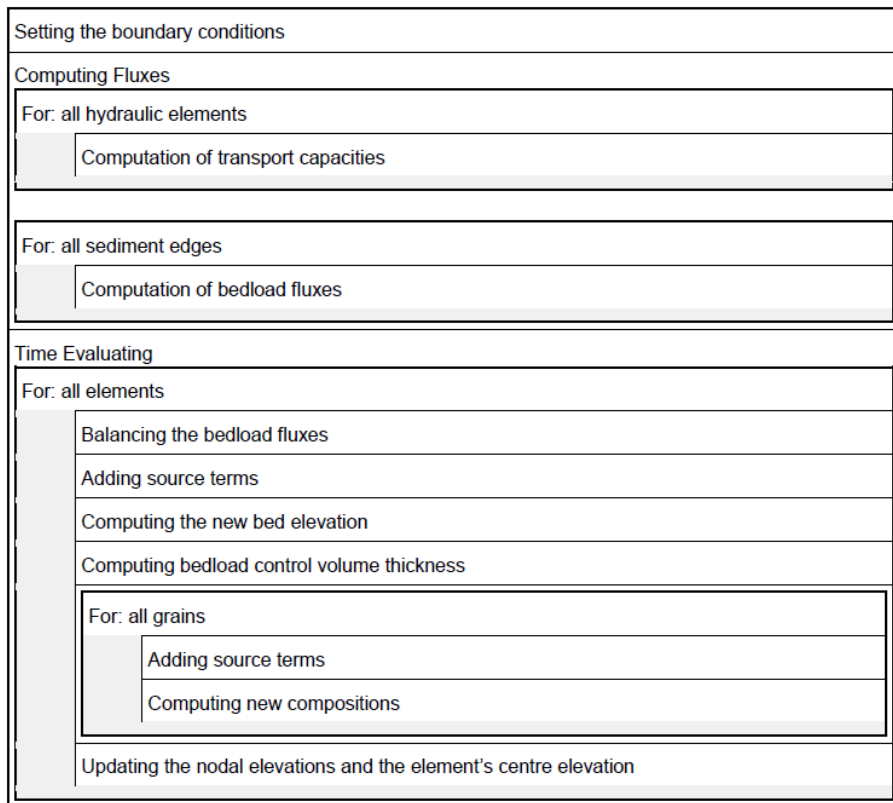 Setting the boundary conditions
Computing Fluxes
For: all hydraulic elements
Computation of transport capacities
For: all sediment edges
Computation of bedload fluxes
Time Evaluating
For: all elements
Balancing the bedload fluxes
Adding source terms
Computing the new bed elevation
Computing bedload control volume thickness
For: all grains
Adding source terms
Computing new compositions
Updating the nodal elevations and the element's centre elevation